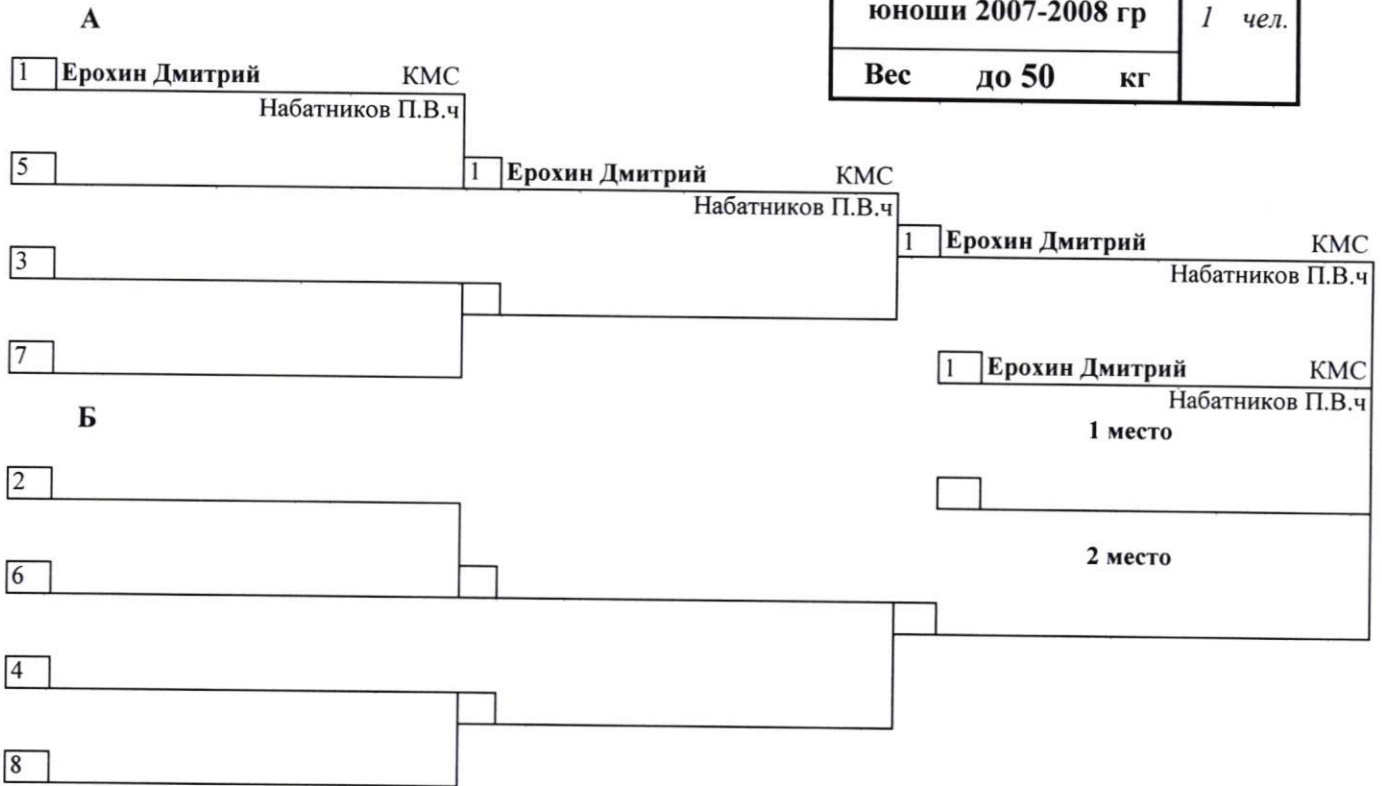 А
юноши 2007-2008 гр
1 чел.
Вес до 50 кг
1 Ерохин Дмитрий КМС
Набатников П.В.ч
5
1 Ерохин Дмитрий КМС
Набатников П.В.ч
3
1 Ерохин Дмитрий КМС
Набатников П.В.ч
7
1 Ерохин Дмитрий КМС
Набатников П.В.ч
1 место
Б
2
2 место
6
4
8